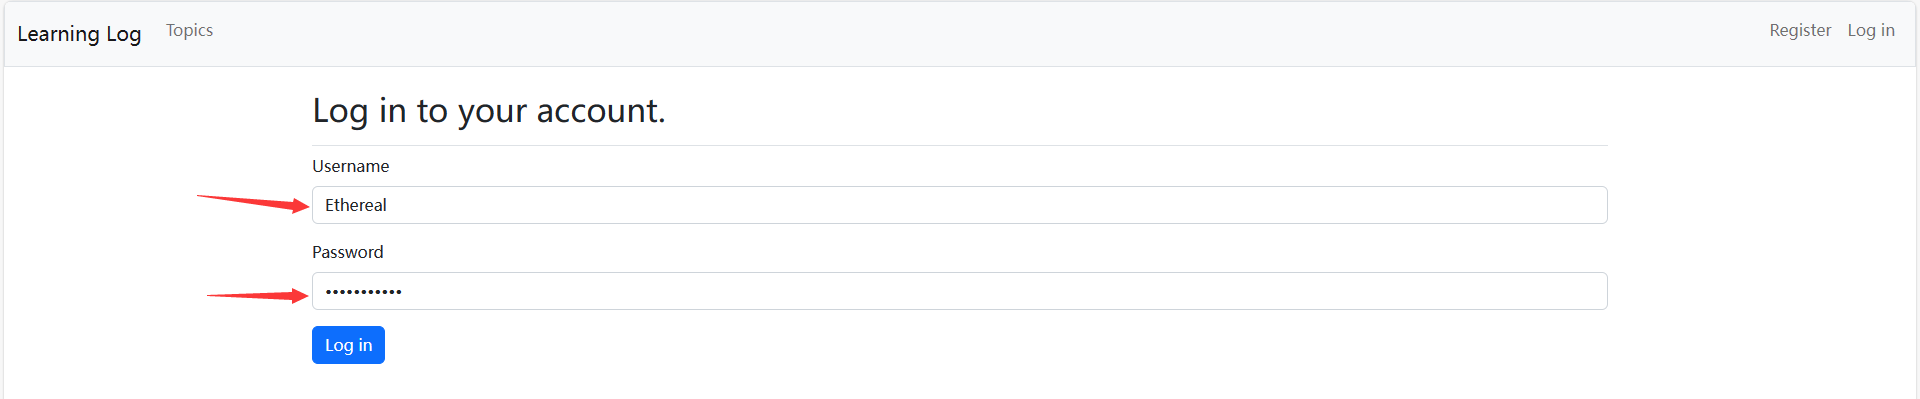 Learning Log Topics Register Log in
Log in to your account.
Username
Ethereal
Password
•••••••••••
Log in